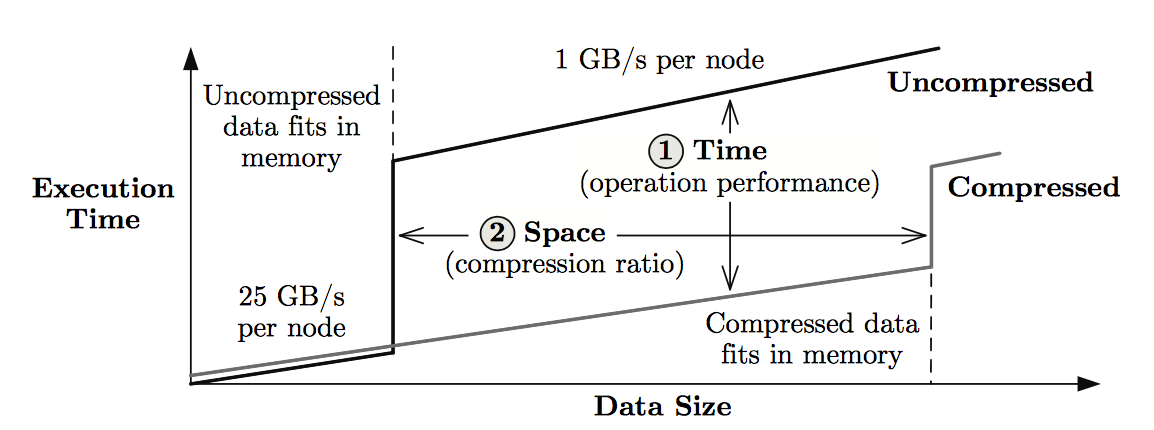 1 GB/s per node
Uncompressed
Uncompressed
data fits in
memory
1 Time
(operation performance)
Execution
Time
Compressed
2 Space
(compression ratio)
25 GB/s
per node
Compressed data
fits in memory
Data Size